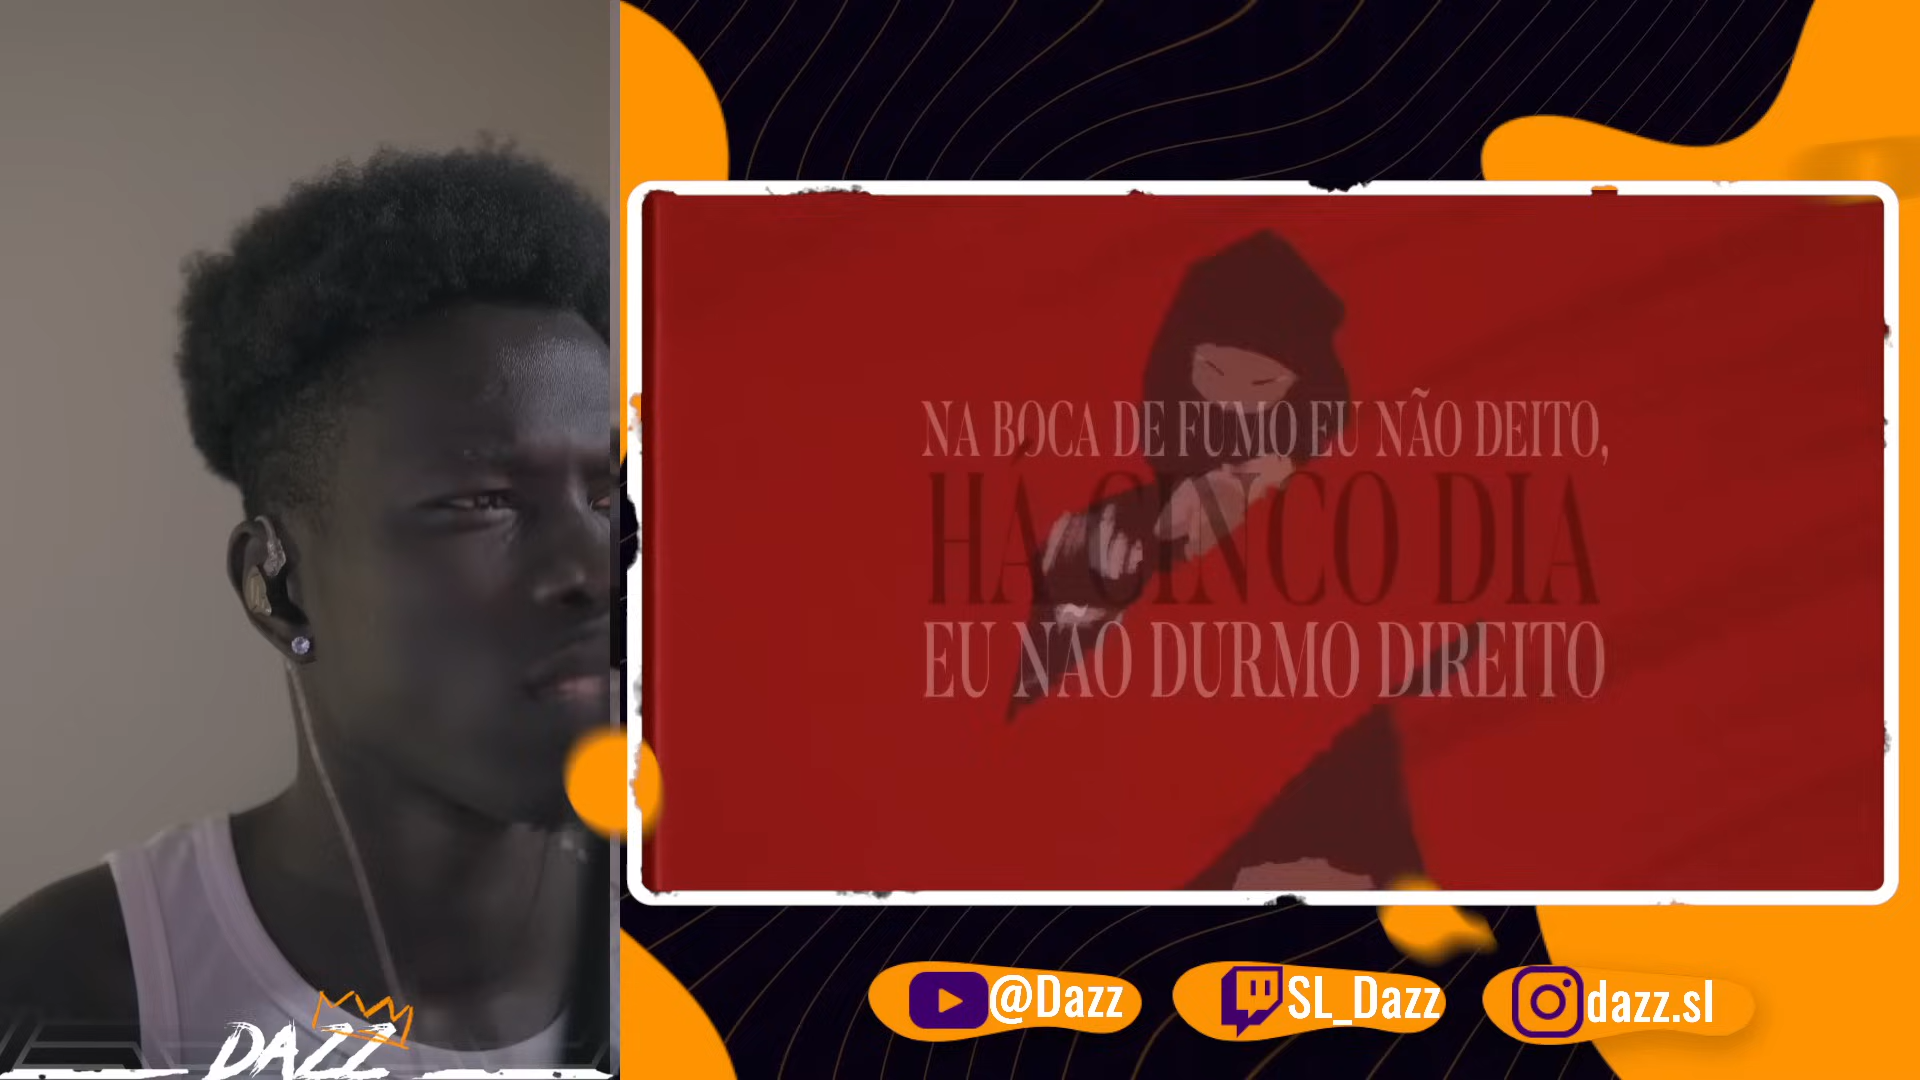 NA BOCA DE FUMO EU NÃO DEITO,
HÁ CINCO DIA
EU NÃO DURMO DIREITO
@Dazz
SL_Dazz
dazz.sl
DAZZ